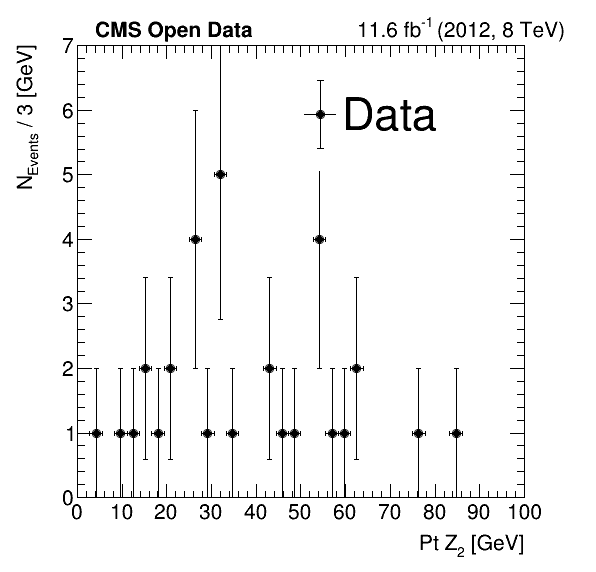 CMS Open Data 11.6 fb⁻¹ (2012, 8 TeV)
N_Events / 3 [GeV]
7
6
5
4
3
2
1
0
Data
0 10 20 30 40 50 60 70 80 90 100
Pt Z₂ [GeV]